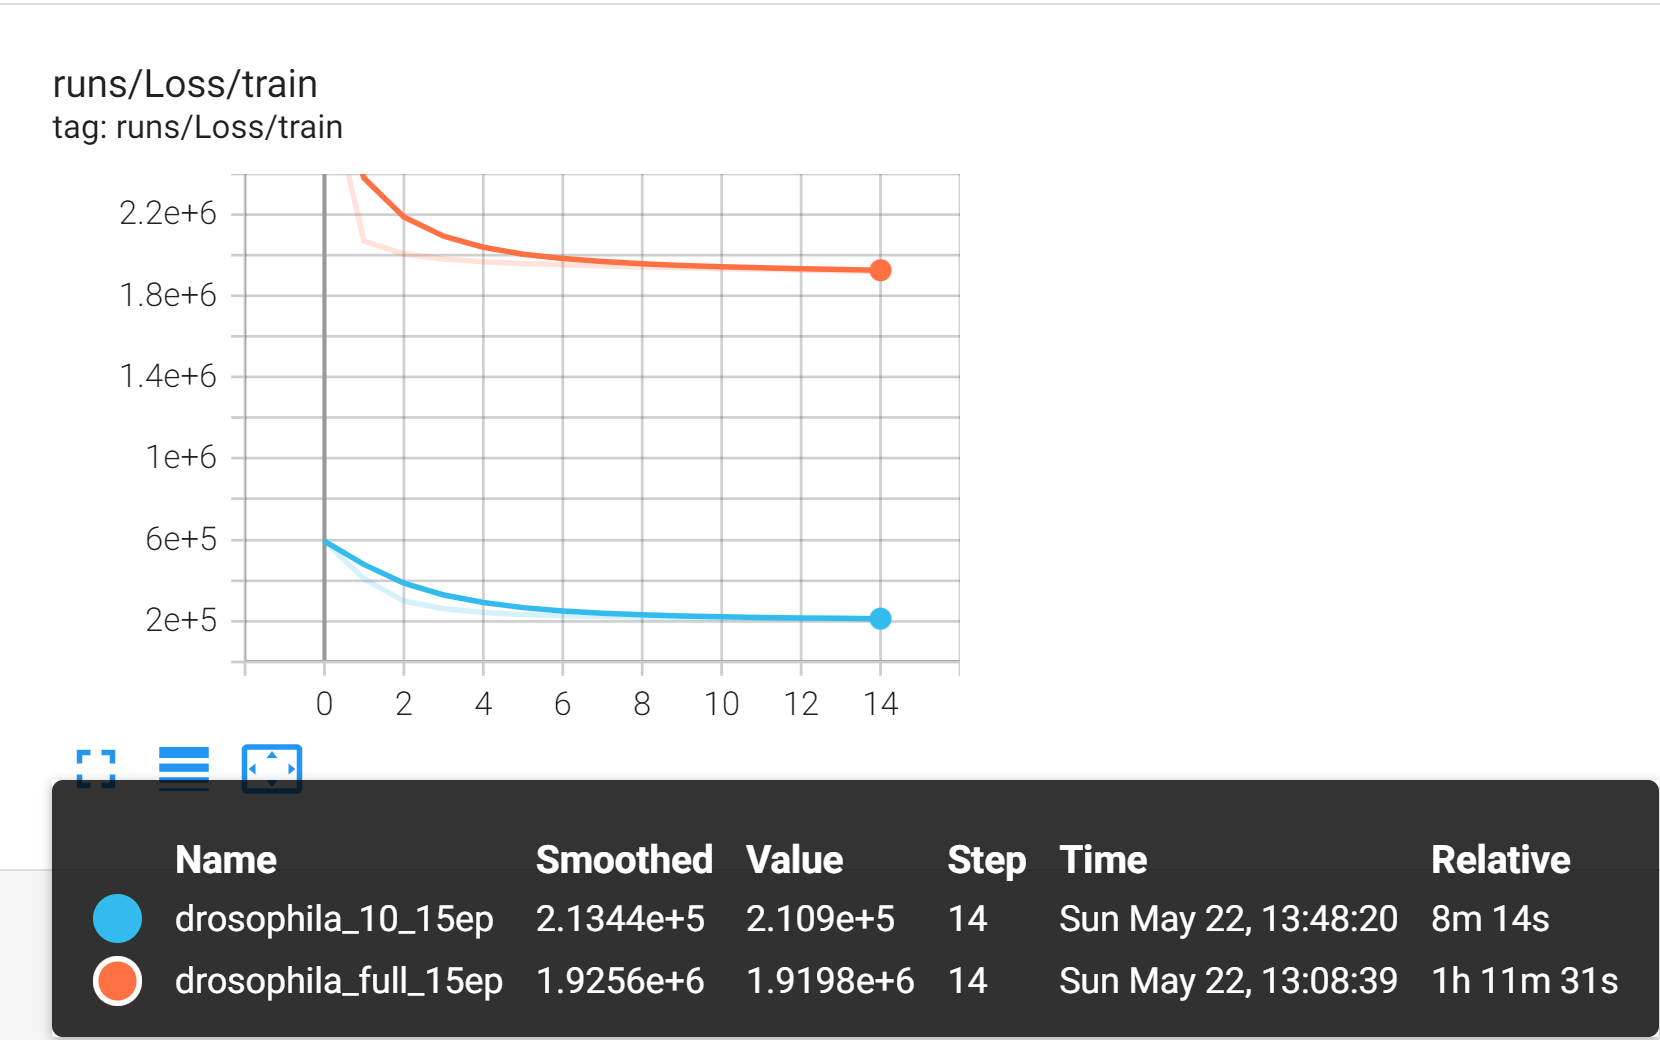 runs/Loss/train
tag: runs/Loss/train
2.2e+6
1.8e+6
1.4e+6
1e+6
6e+5
2e+5
0 2 4 6 8 10 12 14
Name Smoothed Value Step Time Relative
drosophila_10_15ep 2.1344e+5 2.109e+5 14 Sun May 22, 13:48:20 8m 14s
drosophila_full_15ep 1.9256e+6 1.9198e+6 14 Sun May 22, 13:08:39 1h 11m 31s